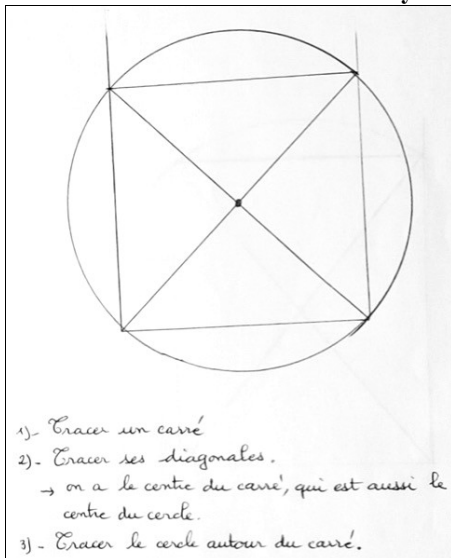 1)- Tracer un carré
2)- Tracer ses diagonales.
→ on a le centre du carré, qui est aussi le
centre du cercle.
3)- Tracer le cercle autour du carré.